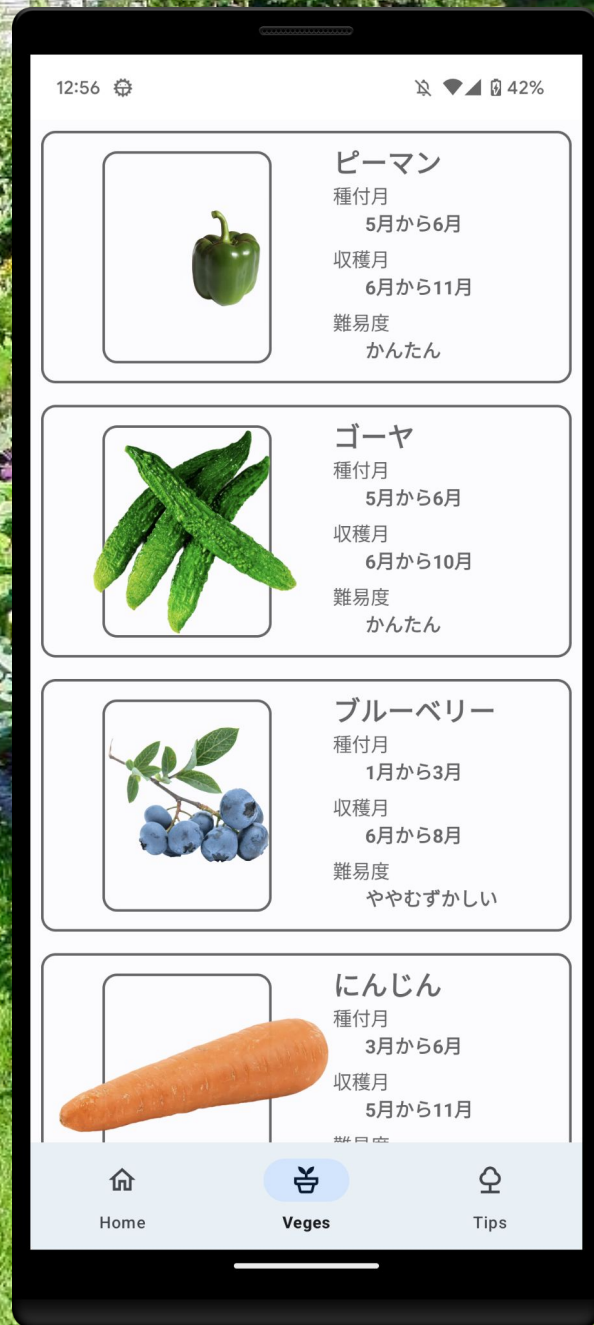 12:56 42%
ピーマン
種付月
5月から6月
収穫月
6月から11月
難易度
かんたん
ゴーヤ
種付月
5月から6月
収穫月
6月から10月
難易度
かんたん
ブルーベリー
種付月
1月から3月
収穫月
6月から8月
難易度
ややむずかしい
にんじん
種付月
3月から6月
収穫月
5月から11月
難易度
Home Veges Tips